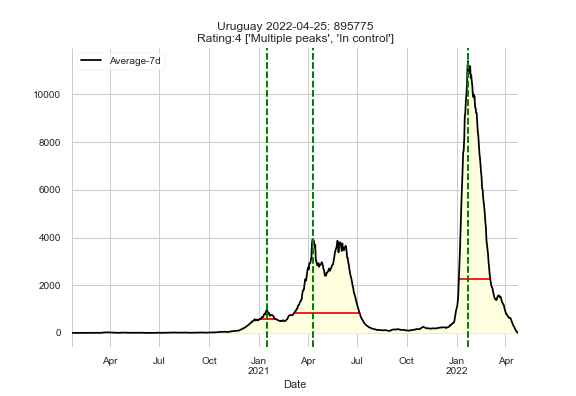 Uruguay 2022-04-25: 895775
Rating:4 ['Multiple peaks', 'In control']
Average-7d
10000
8000
6000
4000
2000
0
Apr Jul Oct Jan Apr Jul Oct Jan Apr
2021 2022
Date